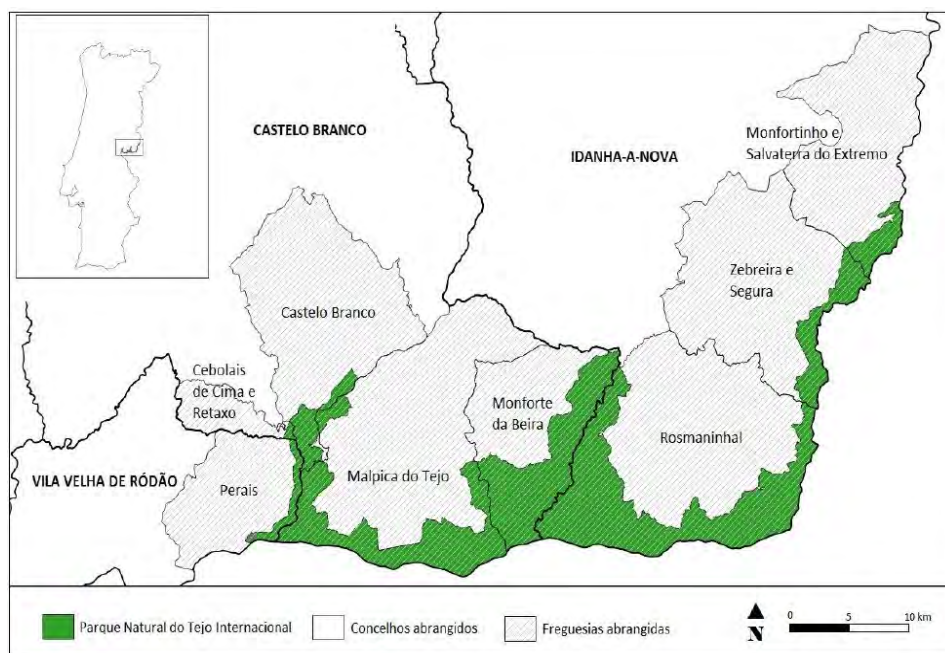 CASTELO BRANCO
IDANHA-A-NOVA
Monfortinho e
Salvaterra do Extremo
Zebreira e
Segura
Castelo Branco
Cebolais
de Cima e
Retaxo
Monforte
da Beira
Rosmaninhal
VILA VELHA DE RÓDÃO
Perais
Malpica do Tejo
Parque Natural do Tejo Internacional
Concelhos abrangidos
Freguesias abrangidas
N
0 5 10 km